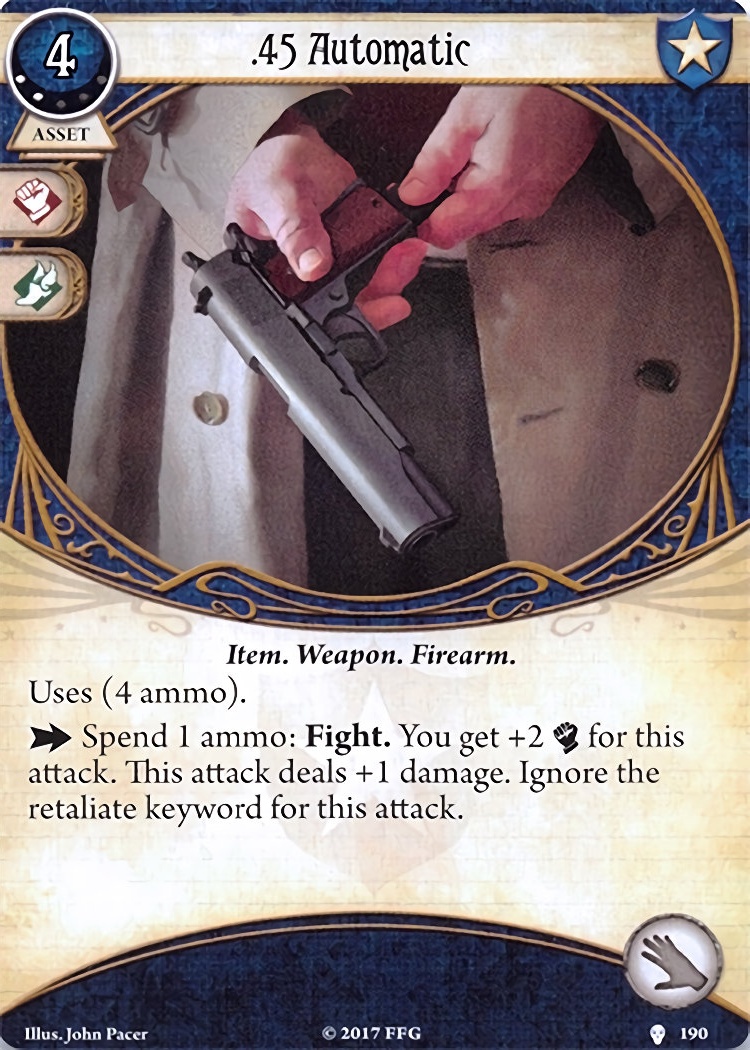 4
.45 Automatic
ASSET
Item. Weapon. Firearm.
Uses (4 ammo).
Spend 1 ammo: Fight. You get +2 for this
attack. This attack deals +1 damage. Ignore the
retaliate keyword for this attack.
Illus. John Pacer
© 2017 FFG
190